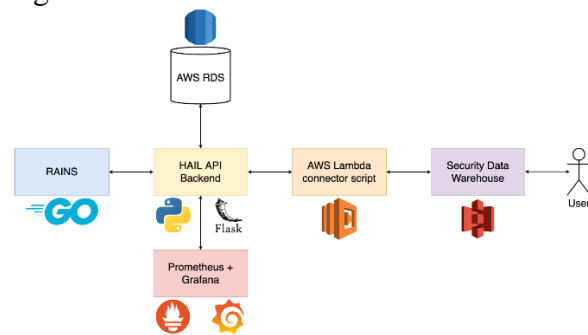 AWS RDS
RAINS
HAIL API
Backend
AWS Lambda
connector script
Security Data
Warehouse
User
GO
Flask
Prometheus +
Grafana